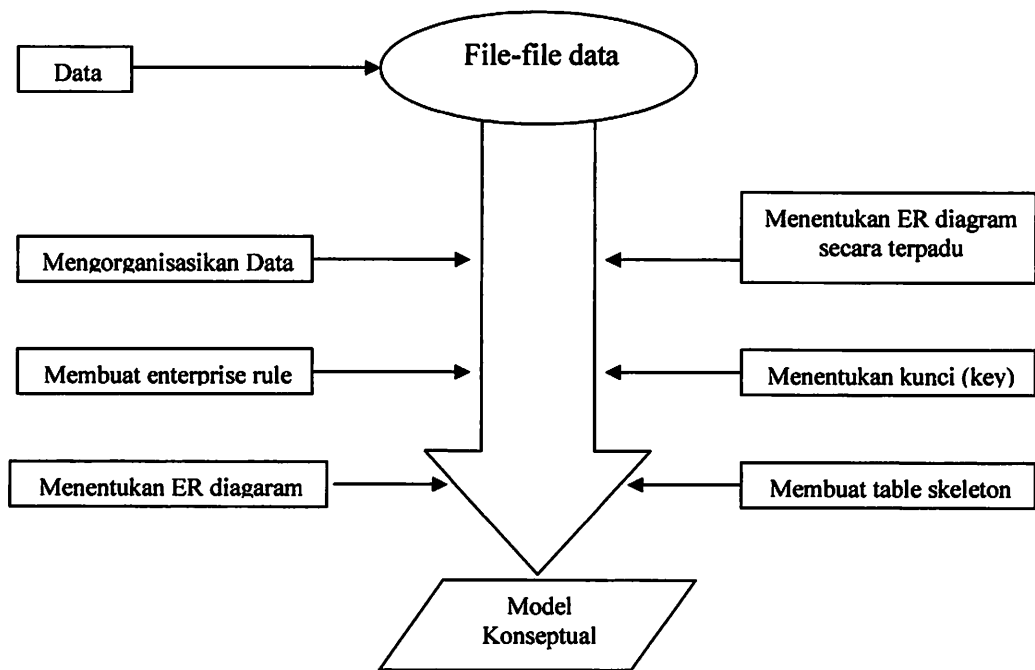 File-file data
Data
Menentukan ER diagram
secara terpadu
Mengorganisasikan Data
Membuat enterprise rule
Menentukan kunci (key)
Menentukan ER diagaram
Membuat table skeleton
Model
Konseptual